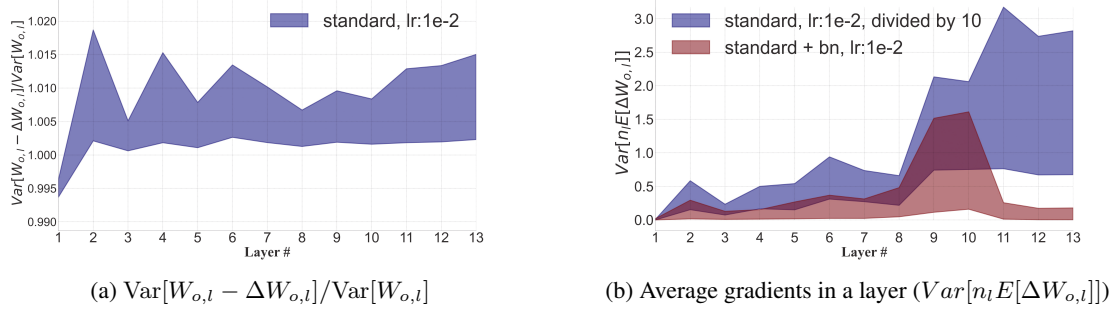 Var[W_{o,l} − ΔW_{o,l}]/Var[W_{o,l}]
1.020
1.015
1.010
1.005
1.000
0.995
0.990
standard, lr:1e-2
1 2 3 4 5 6 7 8 9 10 11 12 13
Layer #
(a) Var[W_{o,l} − ΔW_{o,l}]/Var[W_{o,l}]
Var[n_lE[ΔW_{o,l}]]
3.0
2.5
2.0
1.5
1.0
0.5
0.0
standard, lr:1e-2, divided by 10
standard + bn, lr:1e-2
1 2 3 4 5 6 7 8 9 10 11 12 13
Layer #
(b) Average gradients in a layer (Var[n_lE[ΔW_{o,l}]])